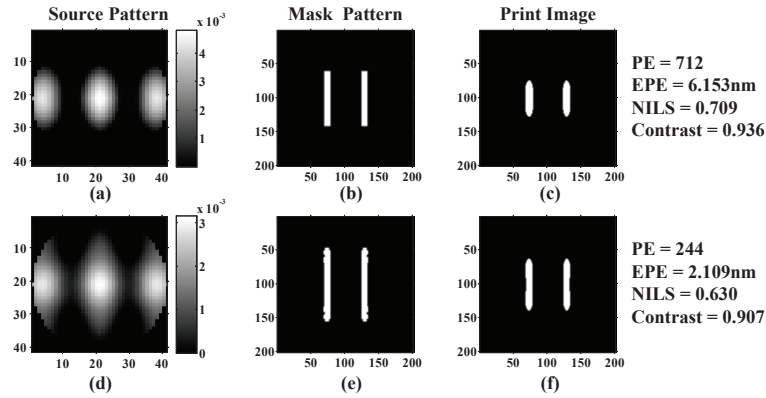 Source Pattern
Mask Pattern
Print Image
x 10⁻³
10
20
30
40
10 20 30 40
4
3
2
1
(a)
50
100
150
200
50 100 150 200
(b)
50
100
150
200
50 100 150 200
(c)
PE = 712
EPE = 6.153nm
NILS = 0.709
Contrast = 0.936
x 10⁻³
10
20
30
40
10 20 30 40
3
2
1
0
(d)
50
100
150
200
50 100 150 200
(e)
50
100
150
200
50 100 150 200
(f)
PE = 244
EPE = 2.109nm
NILS = 0.630
Contrast = 0.907